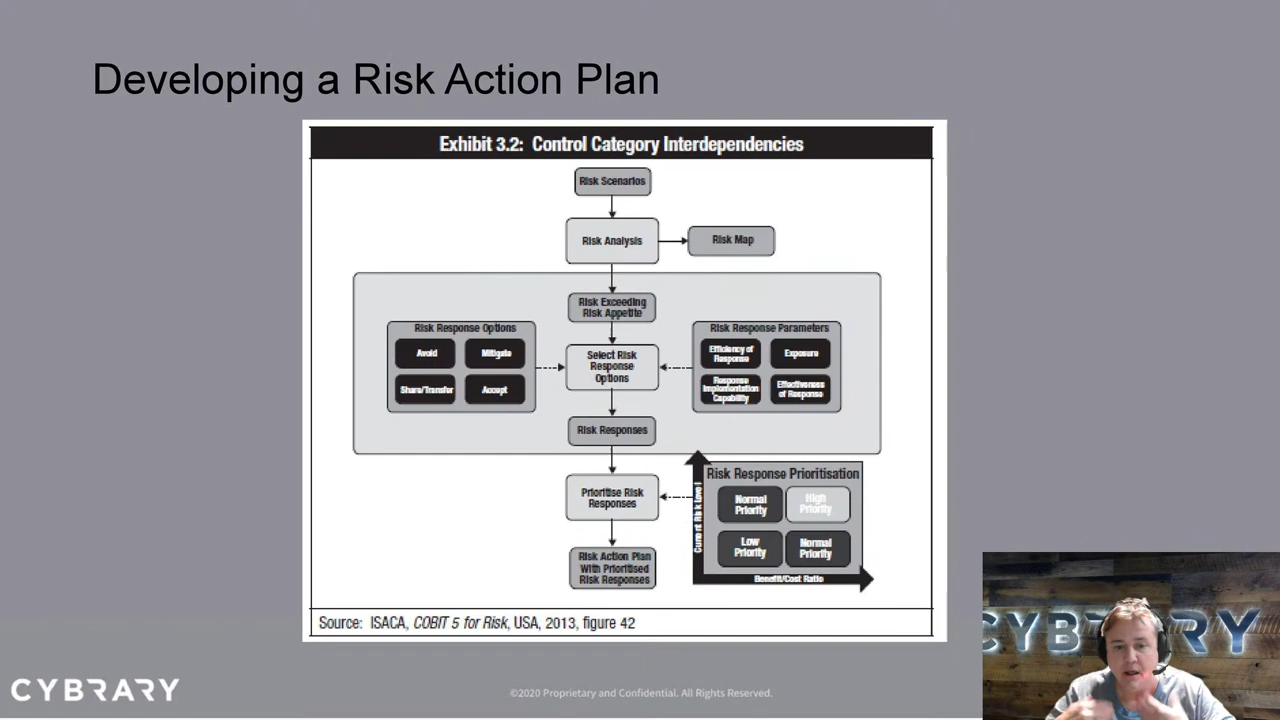 Developing a Risk Action Plan
Exhibit 3.2: Control Category Interdependencies
Risk Scenarios
Risk Analysis
Risk Map
Risk Exceeding
Risk Appetite
Risk Response Options
Avoid
Mitigate
Share/Transfer
Accept
Select Risk
Response
Options
Risk Response Parameters
Efficiency of
Response
Exposure
Response
Implementation
Capability
Effectiveness
of Response
Risk Responses
Prioritise Risk
Responses
Risk Response Prioritisation
Current Risk Level
Normal
Priority
High
Priority
Low
Priority
Normal
Priority
Benefit/Cost Ratio
Risk Action Plan
With Prioritised
Risk Responses
Source: ISACA, COBIT 5 for Risk, USA, 2013, figure 42
CYBRARY
©2020 Proprietary and Confidential. All Rights Reserved.
CYBRARY